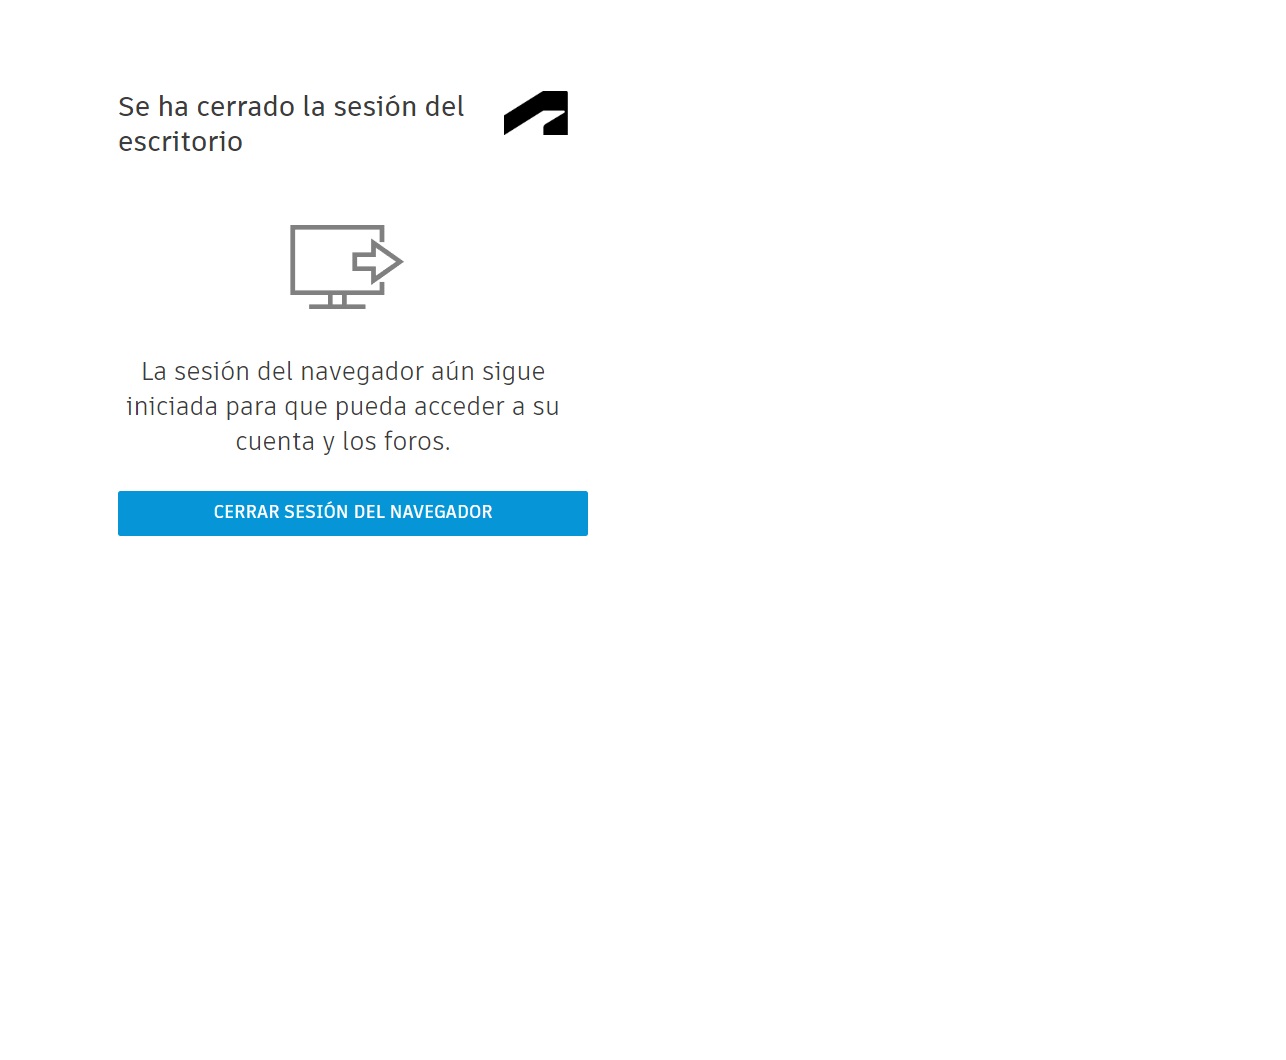 Se ha cerrado la sesión del
escritorio
La sesión del navegador aún sigue
iniciada para que pueda acceder a su
cuenta y los foros.
CERRAR SESIÓN DEL NAVEGADOR